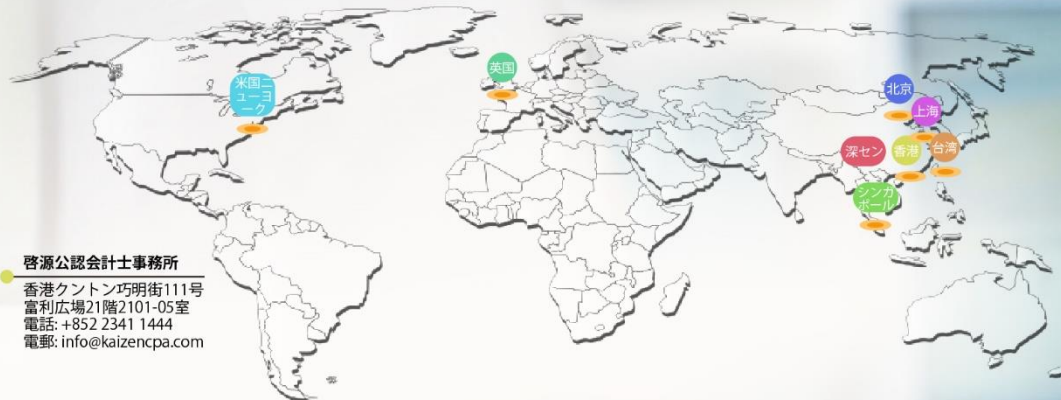 米国ニ
ューヨ
ーク
英国
北京
上海
深セン
香港
台湾
シンガ
ポール
啓源公認会計士事務所
香港クントン巧明街111号
富利広場21階2101-05室
電話: +852 2341 1444
電郵: info@kaizencpa.com